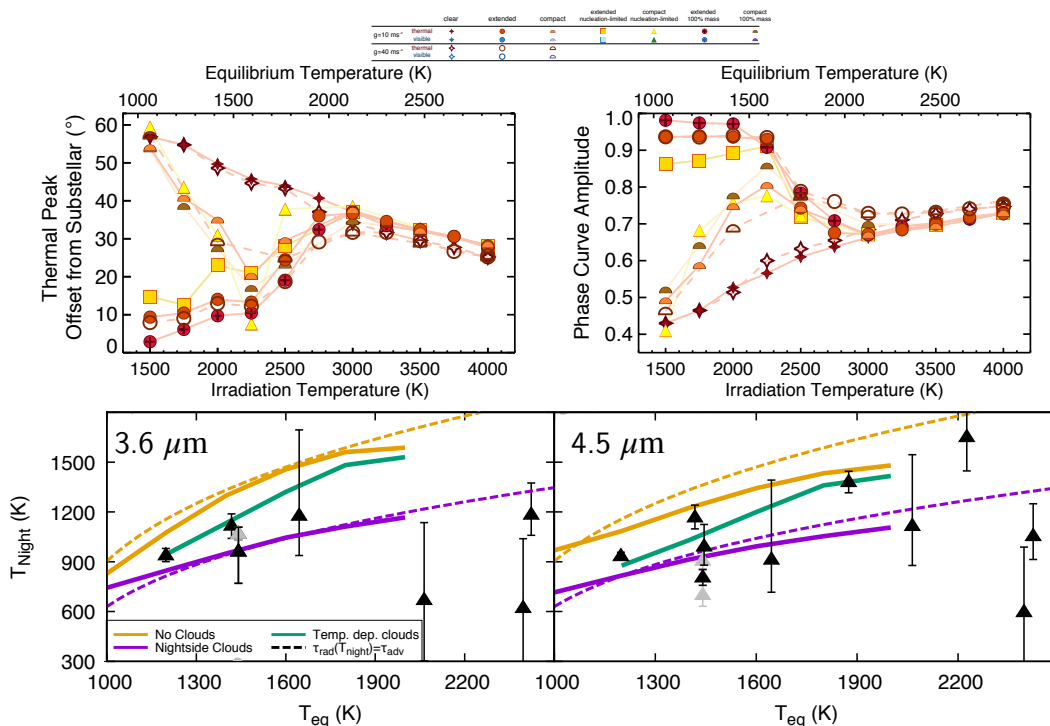 clear extended compact extended nucleation-limited compact nucleation-limited extended 100% mass compact 100% mass
g=10 ms⁻² thermal
visible
g=40 ms⁻² thermal
visible
Equilibrium Temperature (K)
1000 1500 2000 2500
Thermal Peak
Offset from Substellar (°)
60
50
40
30
20
10
0
1500 2000 2500 3000 3500 4000
Irradiation Temperature (K)
Equilibrium Temperature (K)
1000 1500 2000 2500
Phase Curve Amplitude
1.0
0.9
0.8
0.7
0.6
0.5
0.4
1500 2000 2500 3000 3500 4000
Irradiation Temperature (K)
3.6 μm
4.5 μm
T_Night (K)
1500
1200
900
600
300
No Clouds
Nightside Clouds
Temp. dep. clouds
τ_rad(T_night)=τ_adv
1000 1300 1600 1900 2200
T_eq (K)
1000 1300 1600 1900 2200
T_eq (K)